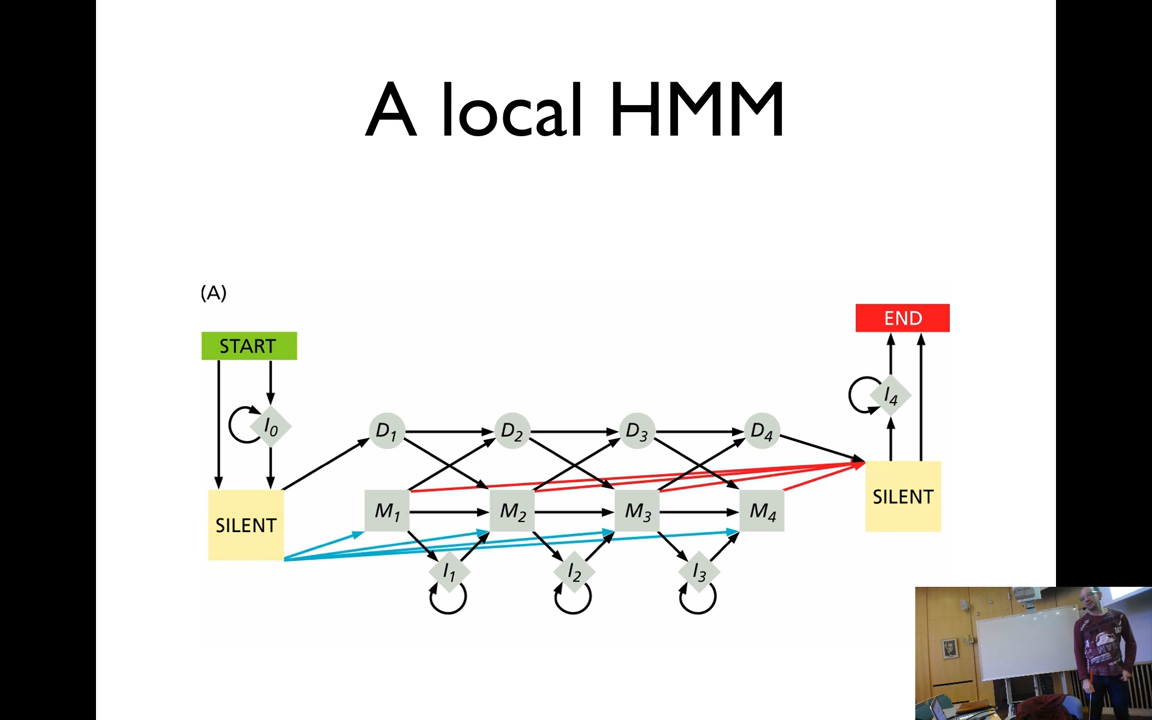 A local HMM
(A)
START
END
I0
I4
D1
D2
D3
D4
SILENT
SILENT
M1
M2
M3
M4
I1
I2
I3